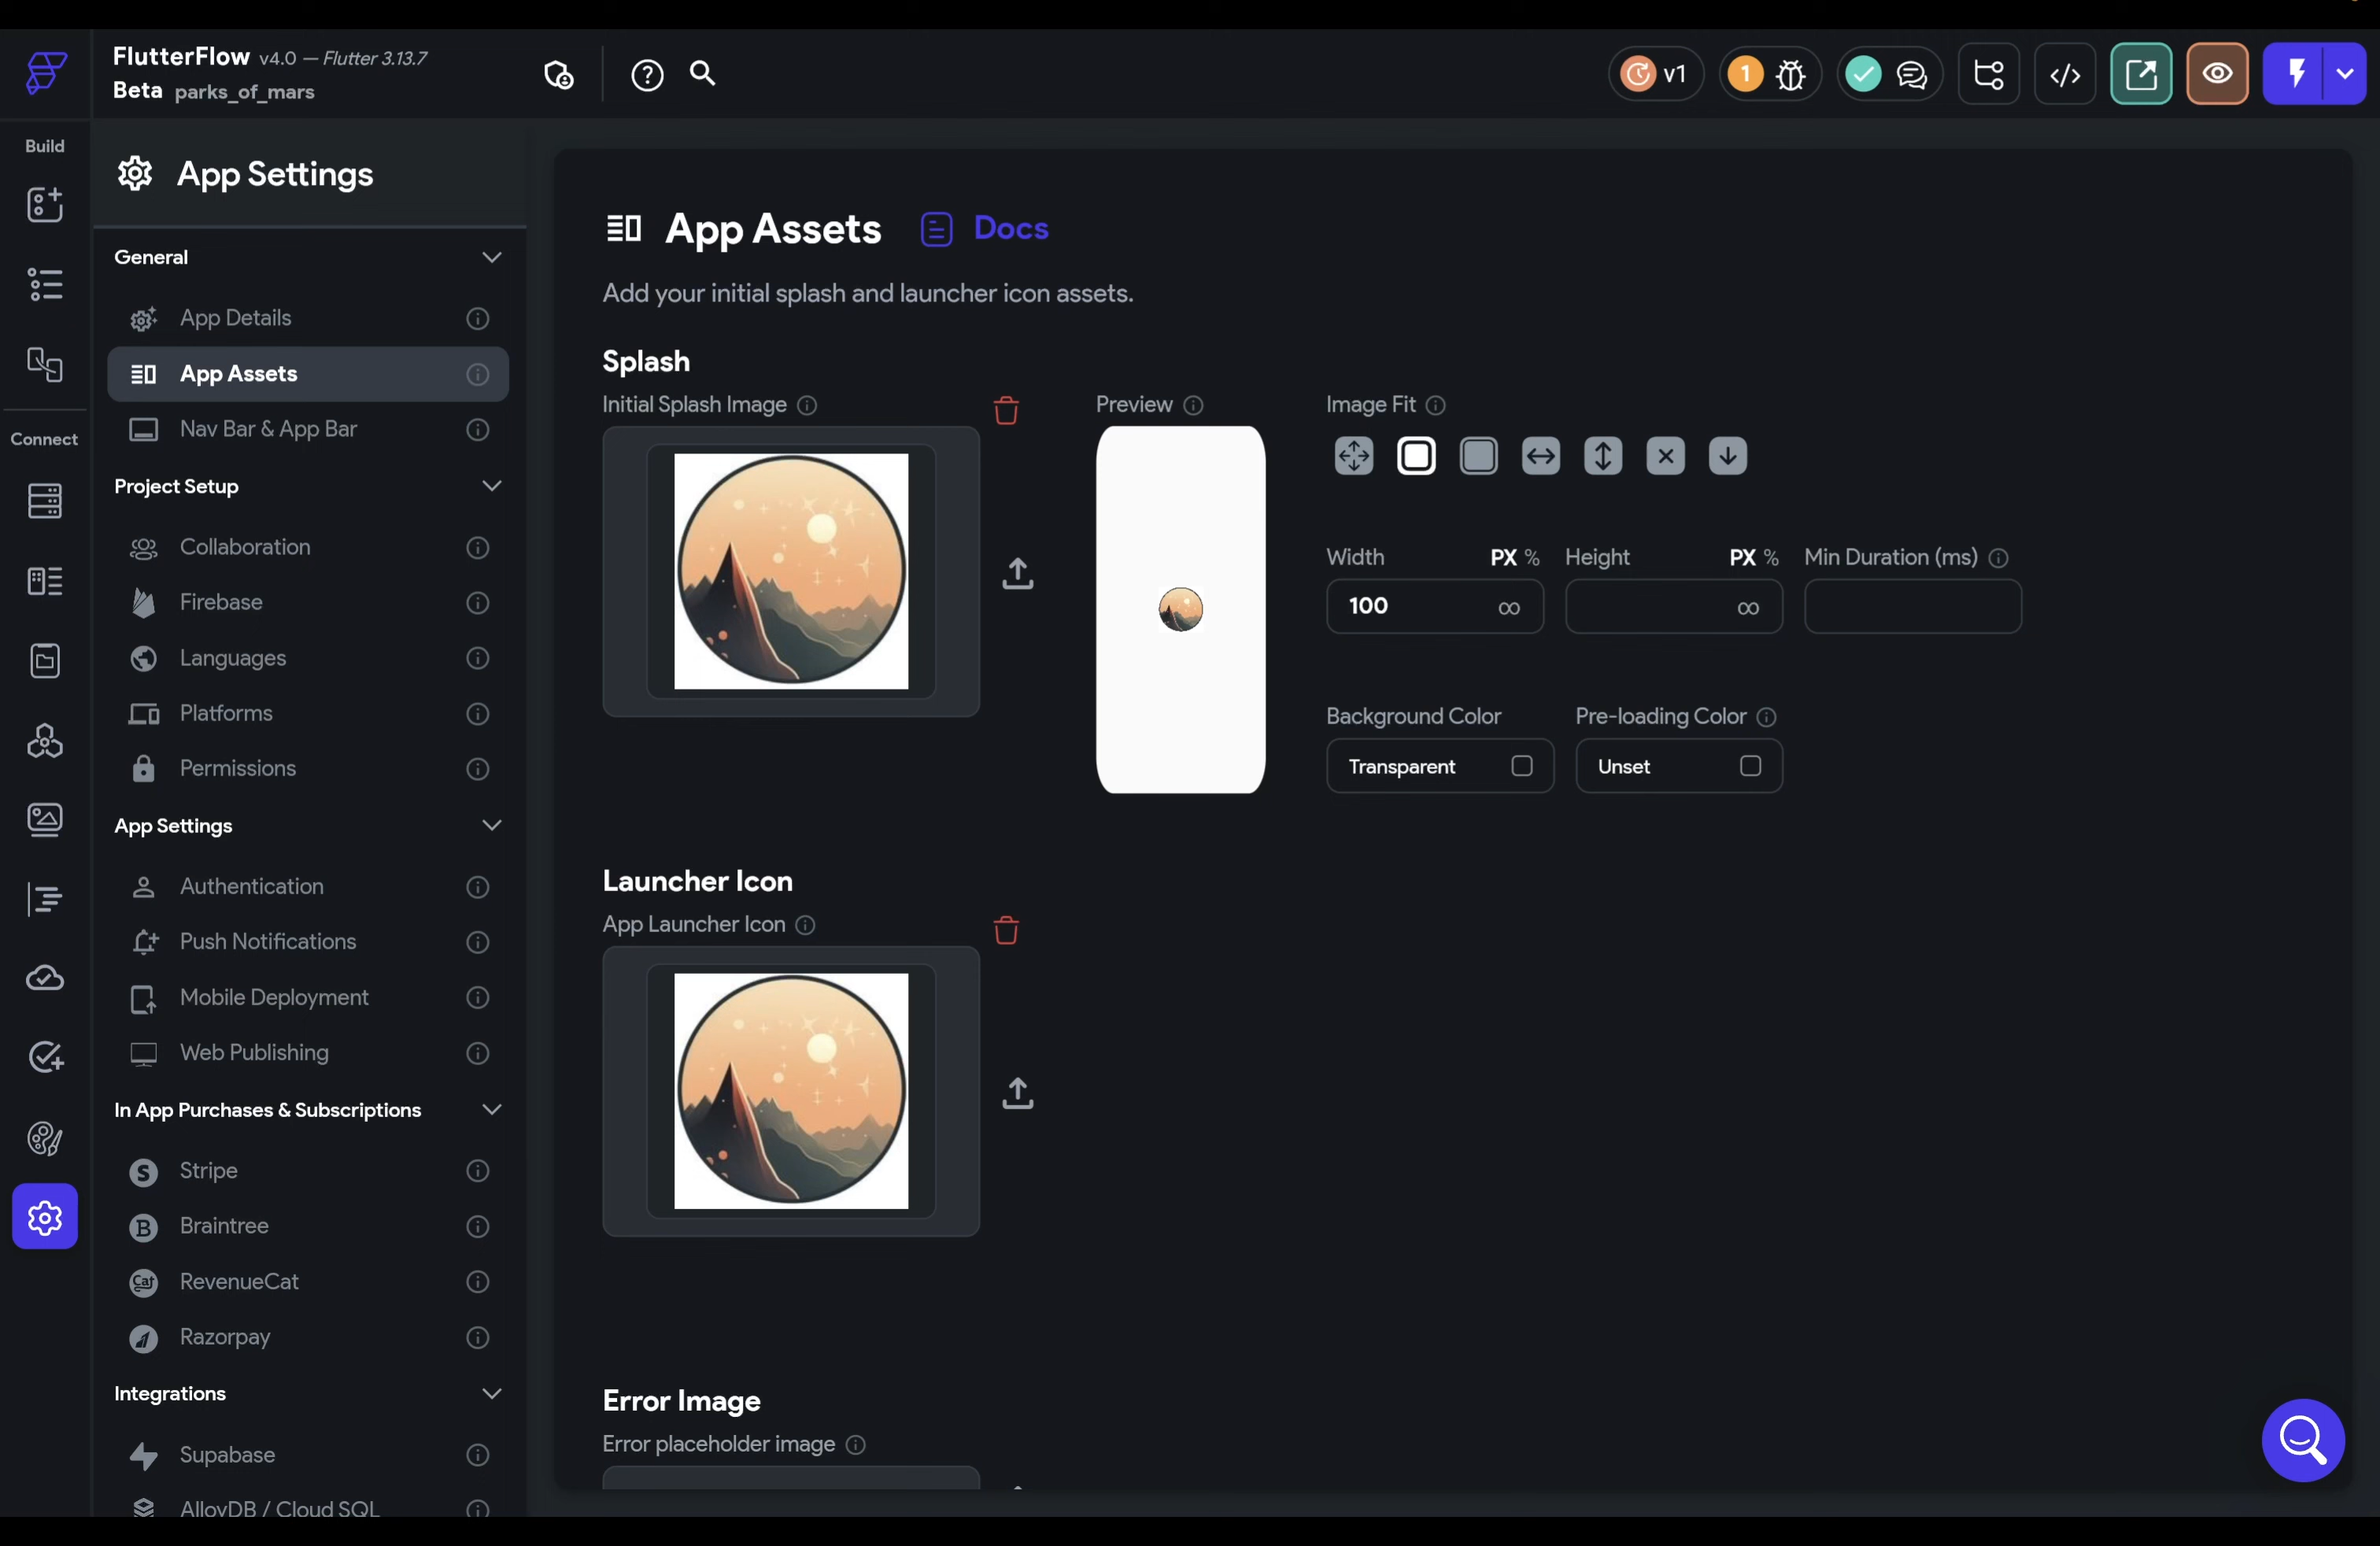 FlutterFlow v4.0 — Flutter 3.13.7
Beta parks_of_mars
v1
1
Build
Connect
App Settings
General
App Details
App Assets
Nav Bar & App Bar
Project Setup
Collaboration
Firebase
Languages
Platforms
Permissions
App Settings
Authentication
Push Notifications
Mobile Deployment
Web Publishing
In App Purchases & Subscriptions
Stripe
Braintree
RevenueCat
Razorpay
Integrations
Supabase
AlloyDB / Cloud SQL
App Assets Docs
Add your initial splash and launcher icon assets.
Splash
Initial Splash Image
Preview
Image Fit
Width PX % Height PX % Min Duration (ms)
100 ∞ ∞
Background Color Pre-loading Color
Transparent Unset
Launcher Icon
App Launcher Icon
Error Image
Error placeholder image